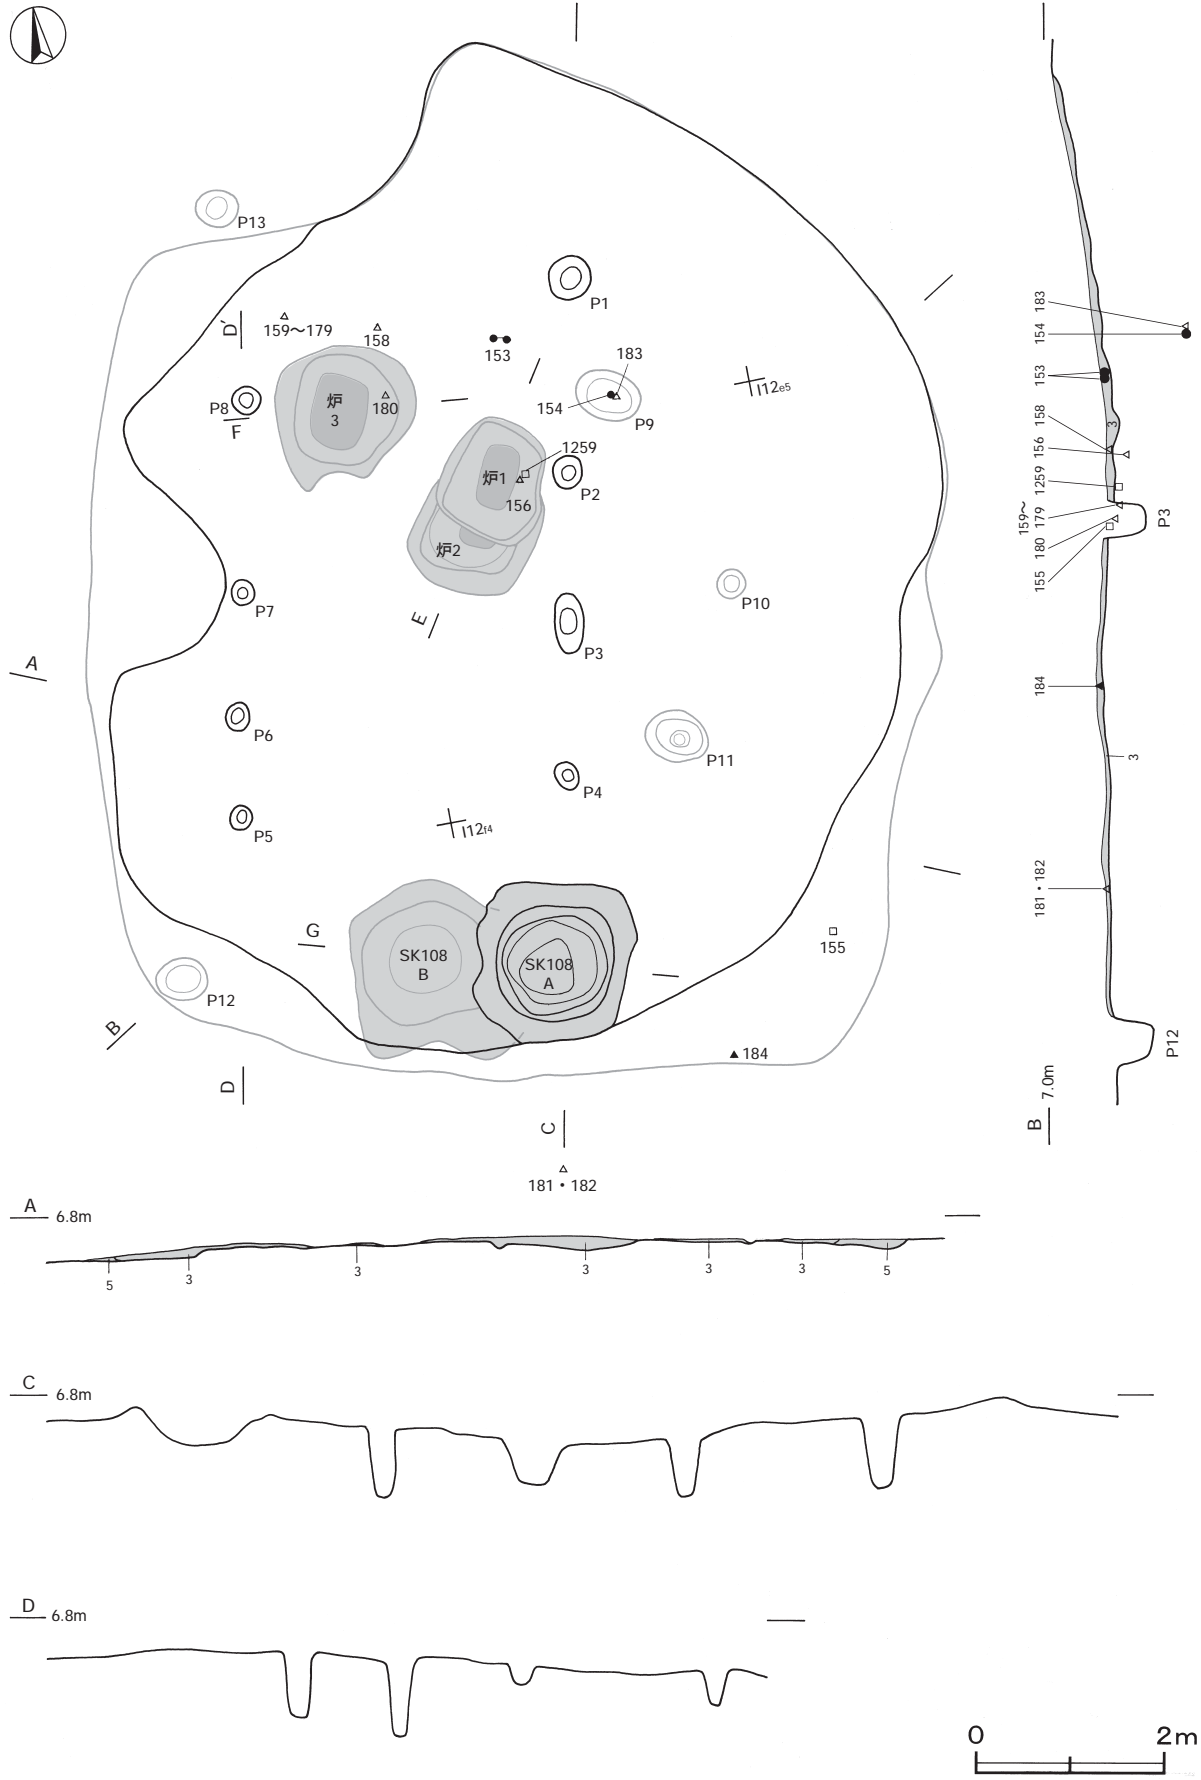 P13
P1
D′
159～179
158
153
183
183
154
153
158
156
1259
159～
179
180
155
炉
3
180
P8
F
154
P9
I12e5
3
1259
炉1
156
P2
炉2
P3
P7
E
P10
P3
A
184
P6
P11
3
P4
P5
I12f4
181・182
G
SK108
B
SK108
A
155
P12
B
184
P12
D
C
B
7.0m
181・182
A
6.8m
5
3
3
3
3
3
5
C
6.8m
D
6.8m
0
2m